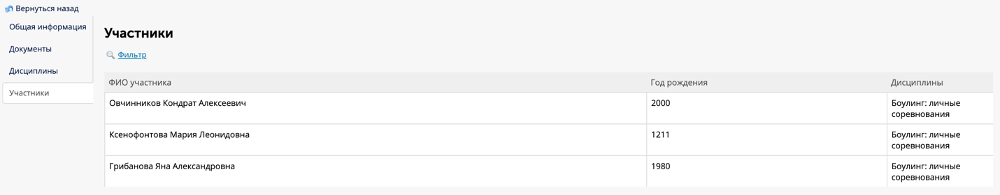 Вернуться назад
Общая информация
Документы
Дисциплины
Участники
Участники
Фильтр
ФИО участника Год рождения Дисциплины
Овчинников Кондрат Алексеевич 2000 Боулинг: личные
соревнования
Ксенофонтова Мария Леонидовна 1211 Боулинг: личные
соревнования
Грибанова Яна Александровна 1980 Боулинг: личные
соревнования